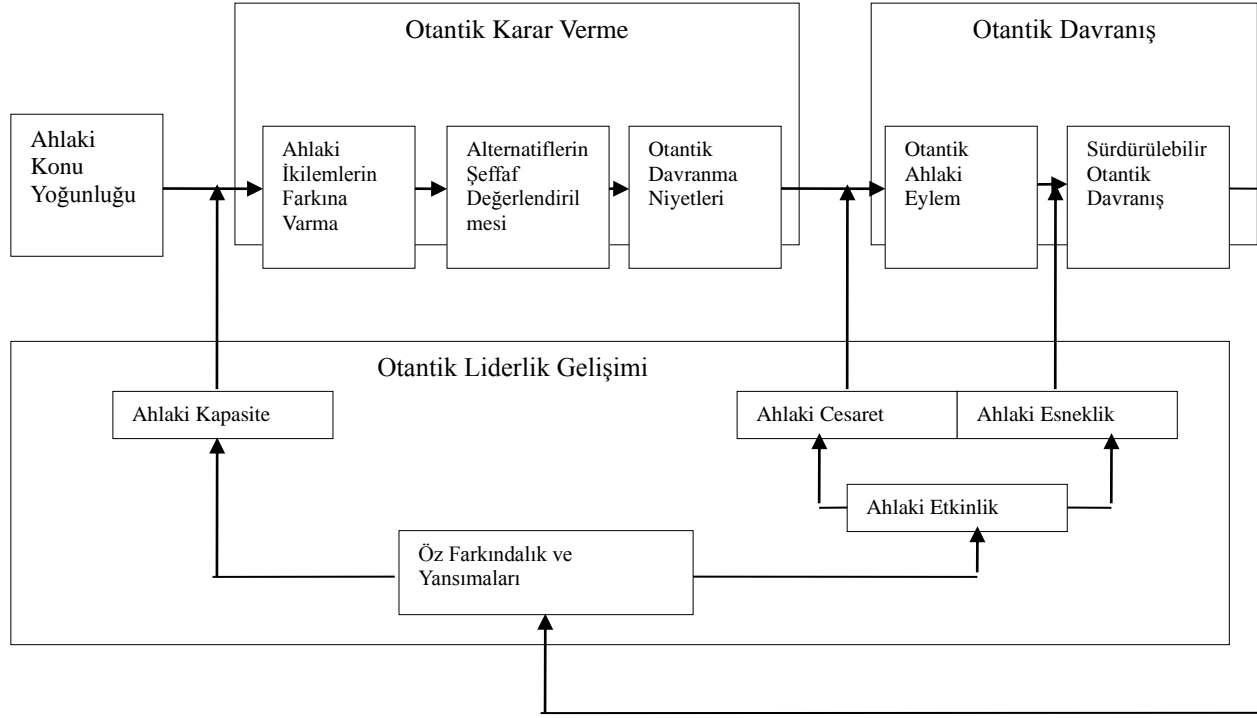 Otantik Karar Verme
Otantik Davranış
Ahlaki
Konu
Yoğunluğu
Ahlaki
İkilemlerin
Farkına
Varma
Alternatiflerin
Şeffaf
Değerlendiril
mesi
Otantik
Davranma
Niyetleri
Otantik
Ahlaki
Eylem
Sürdürülebilir
Otantik
Davranış
Otantik Liderlik Gelişimi
Ahlaki Kapasite
Ahlaki Cesaret
Ahlaki Esneklik
Ahlaki Etkinlik
Öz Farkındalık ve
Yansımaları